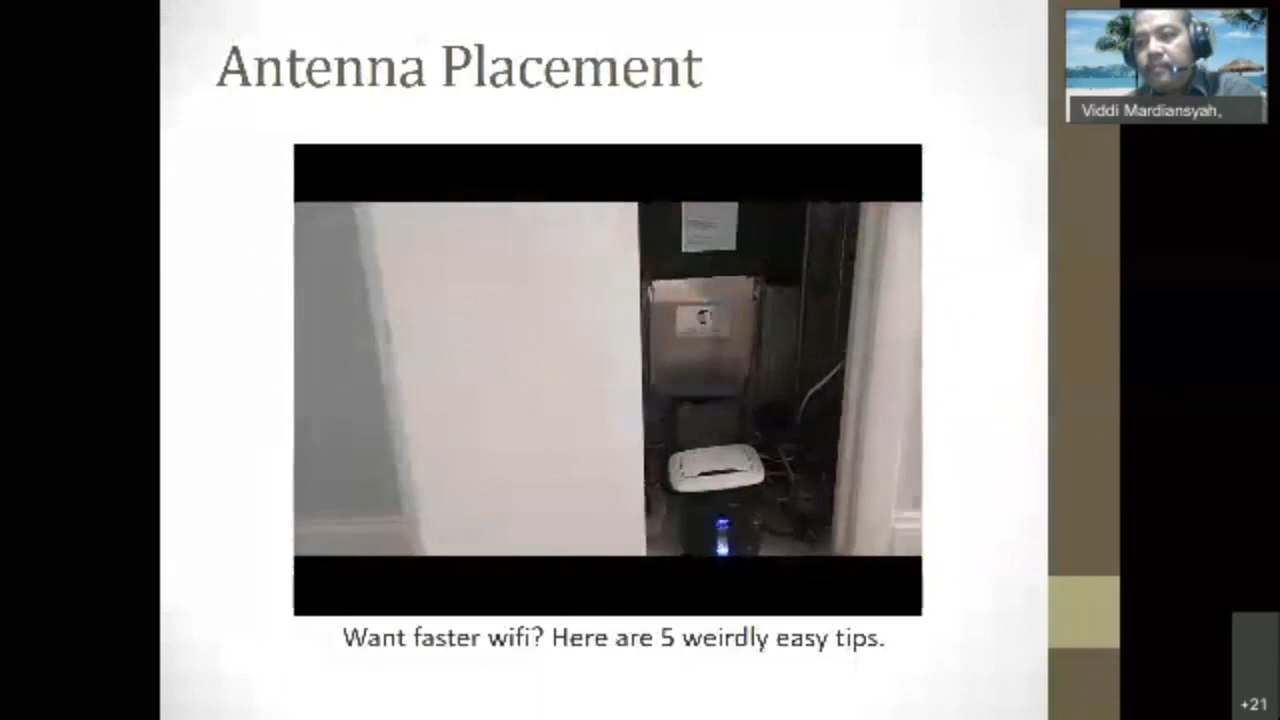 Antenna Placement
Viddi Mardiansyah,
Want faster wifi? Here are 5 weirdly easy tips.
+21